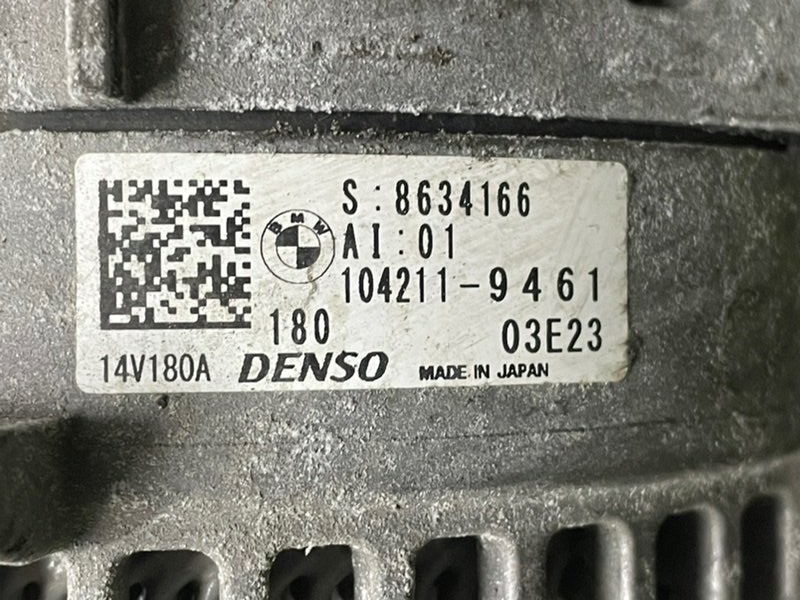 S:8634166
BMW
AI:01
104211-9461
180
03E23
14V180A DENSO MADE IN JAPAN